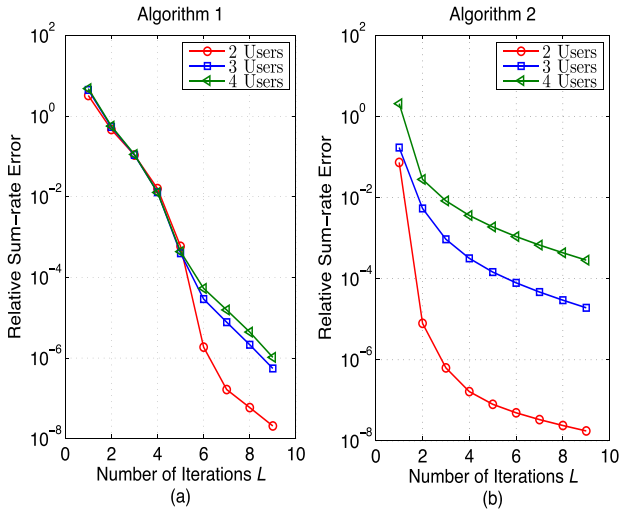 Algorithm 1
10^2
10^0
10^-2
10^-4
10^-6
10^-8
Relative Sum-rate Error
2 Users
3 Users
4 Users
0 2 4 6 8 10
Number of Iterations L
(a)
Algorithm 2
10^2
10^0
10^-2
10^-4
10^-6
10^-8
Relative Sum-rate Error
2 Users
3 Users
4 Users
0 2 4 6 8 10
Number of Iterations L
(b)